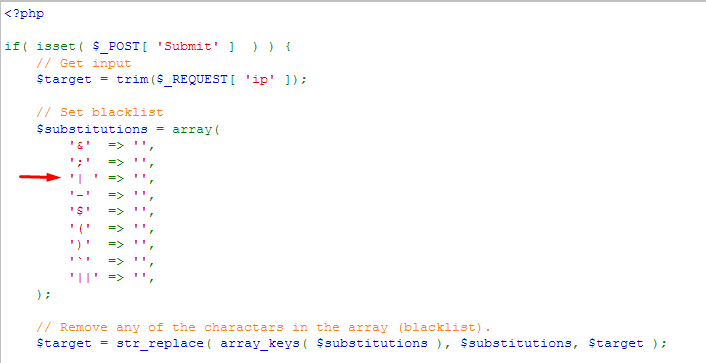 <?php
if( isset( $_POST[ 'Submit' ]  ) ) {
// Get input
$target = trim($_REQUEST[ 'ip' ]);
// Set blacklist
$substitutions = array(
'&'  => '',
';'  => '',
'| ' => '',
'-'  => '',
'$'  => '',
'('  => '',
')'  => '',
'`'  => '',
'||' => '',
);
// Remove any of the charactars in the array (blacklist).
$target = str_replace( array_keys( $substitutions ), $substitutions, $target );